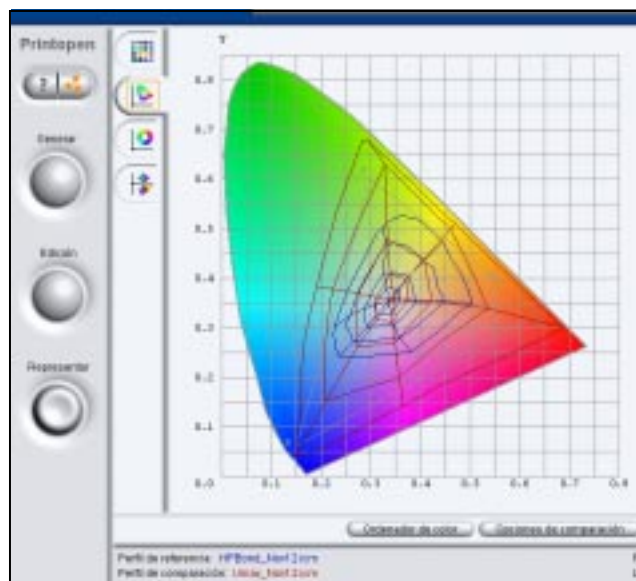 Printopen
?
Edición
Representar
Y
0.8
0.7
0.6
0.5
0.4
0.3
0.2
0.1
0.0
0.1 0.2 0.3 0.4 0.5 0.6 0.7 0.8
Ordenador de color Opciones de comparación
Perfil de referencia:
Perfil de comparación: